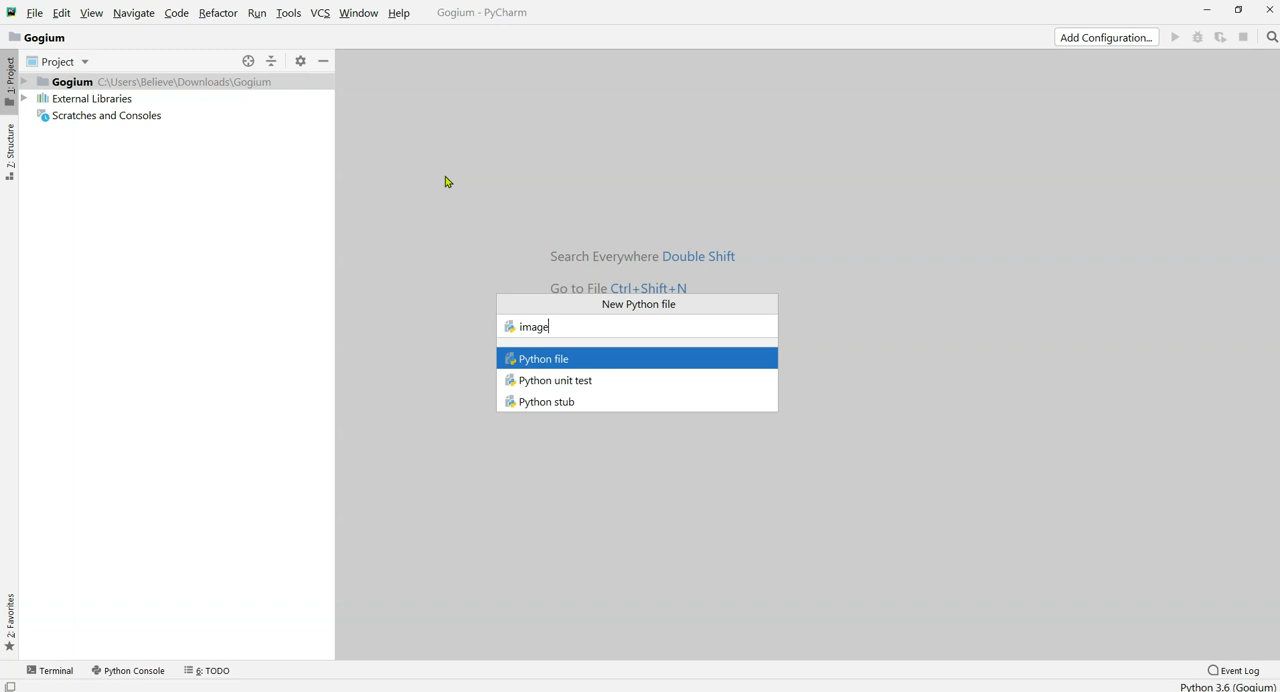 File Edit View Navigate Code Refactor Run Tools VCS Window Help Gogium - PyCharm
Gogium Add Configuration...
1: Project
Project
Gogium C:\Users\Believe\Downloads\Gogium
External Libraries
Scratches and Consoles
7: Structure
Search Everywhere Double Shift
Go to File Ctrl+Shift+N
New Python file
image
Python file
Python unit test
Python stub
2: Favorites
Terminal Python Console 6: TODO Event Log
Python 3.6 (Gogium)